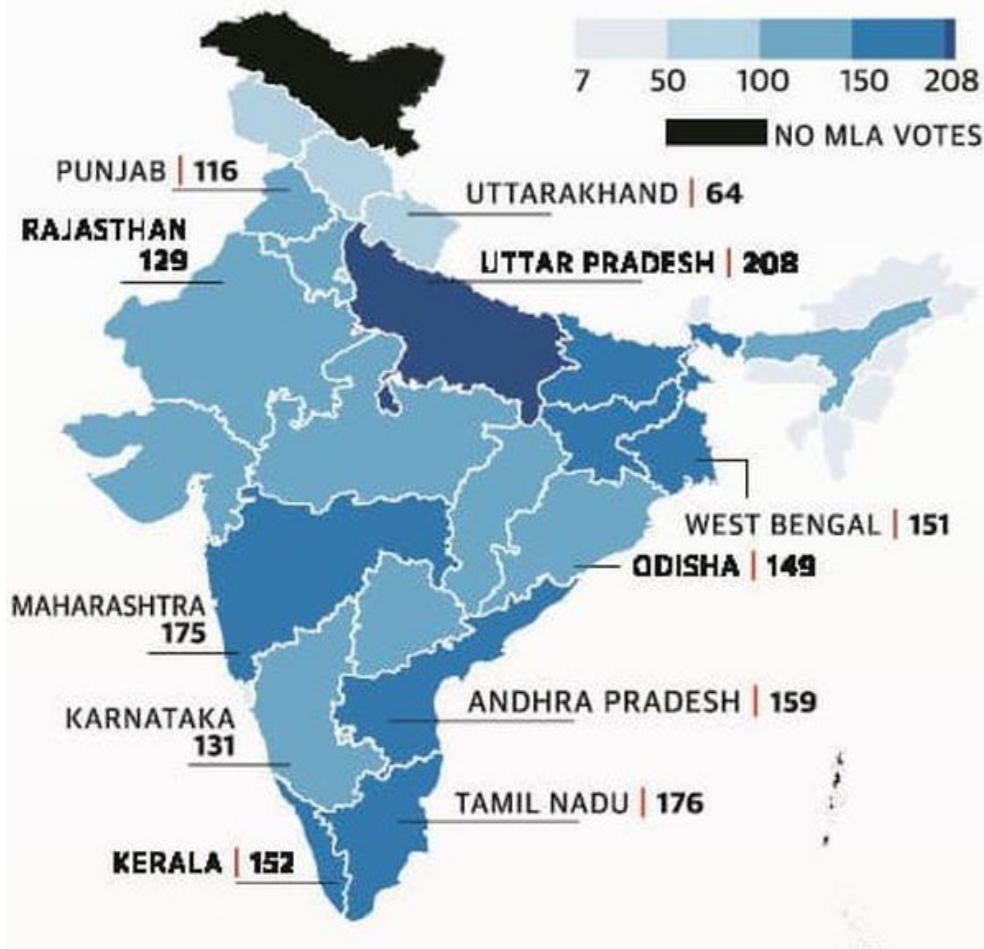 7 50 100 150 208
NO MLA VOTES
PUNJAB | 116
UTTARAKHAND | 64
RAJASTHAN
129
UTTAR PRADESH | 208
WEST BENGAL | 151
ODISHA | 149
MAHARASHTRA
175
ANDHRA PRADESH | 159
KARNATAKA
131
TAMIL NADU | 176
KERALA | 152